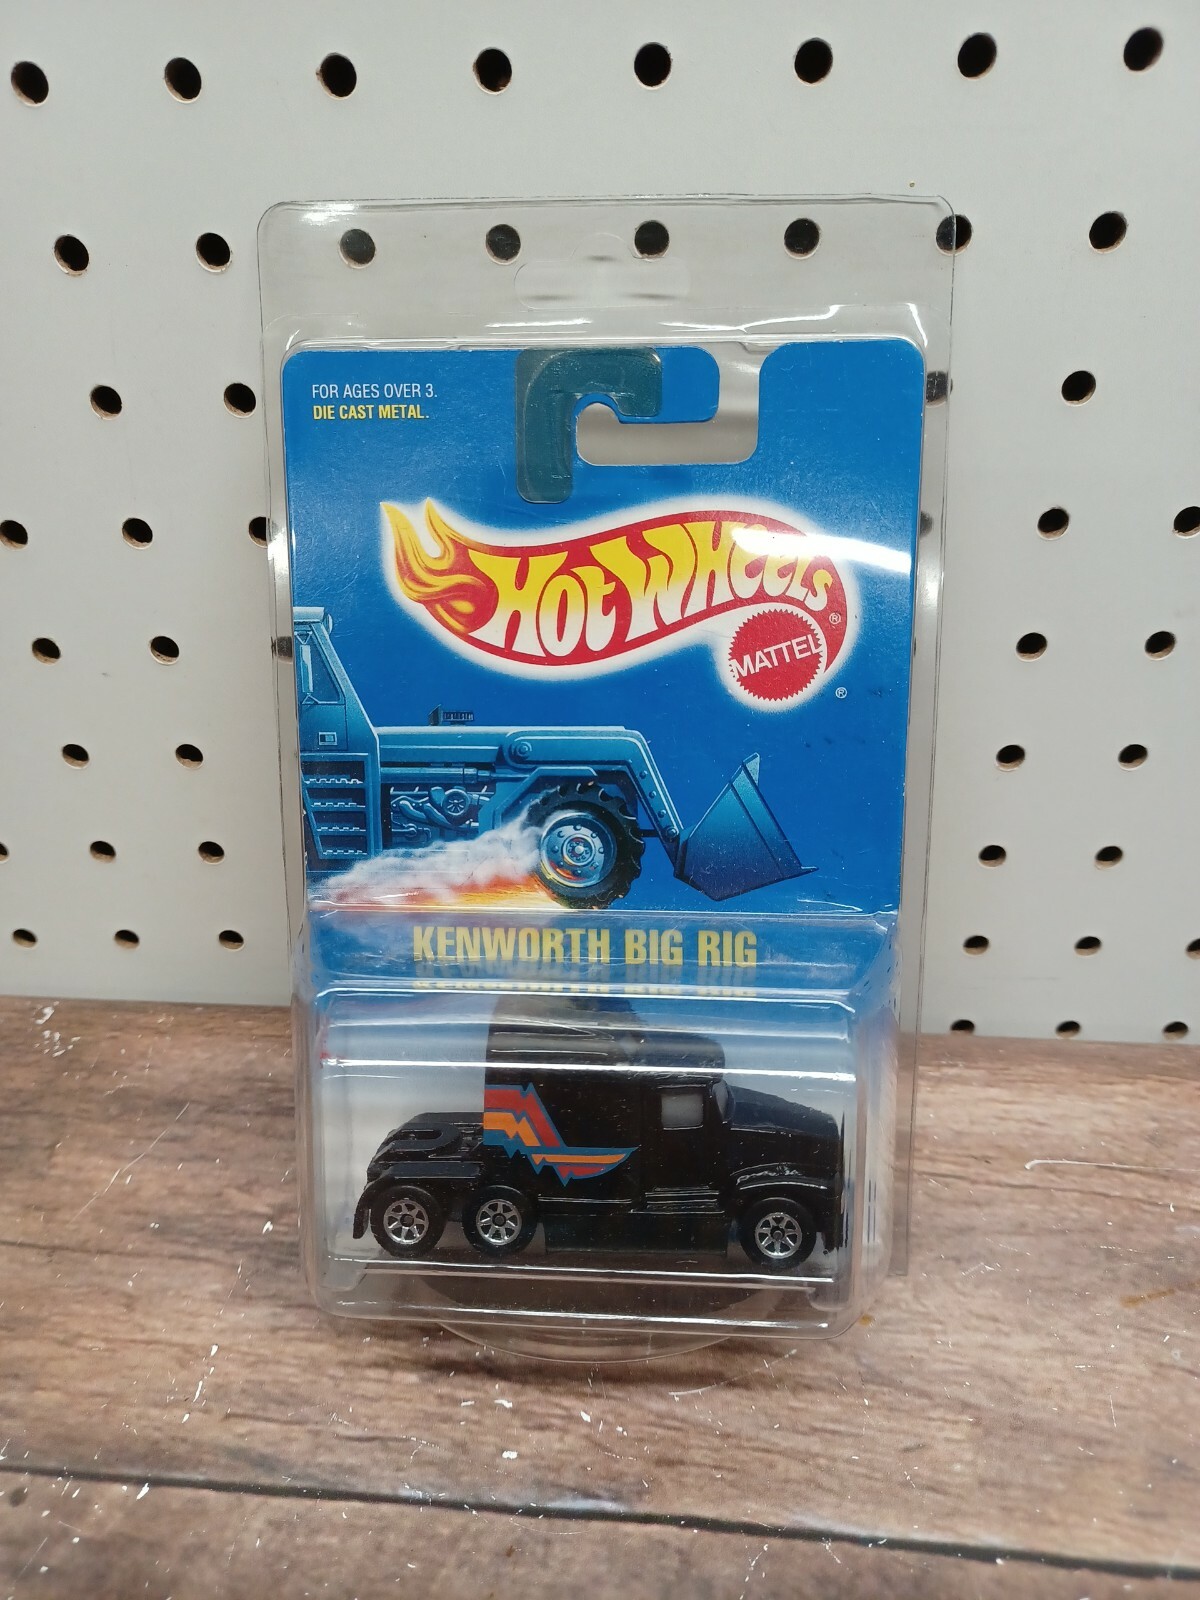 FOR AGES OVER 3.
DIE CAST METAL.
Hot Wheels ®
MATTEL
®
KENWORTH BIG RIG